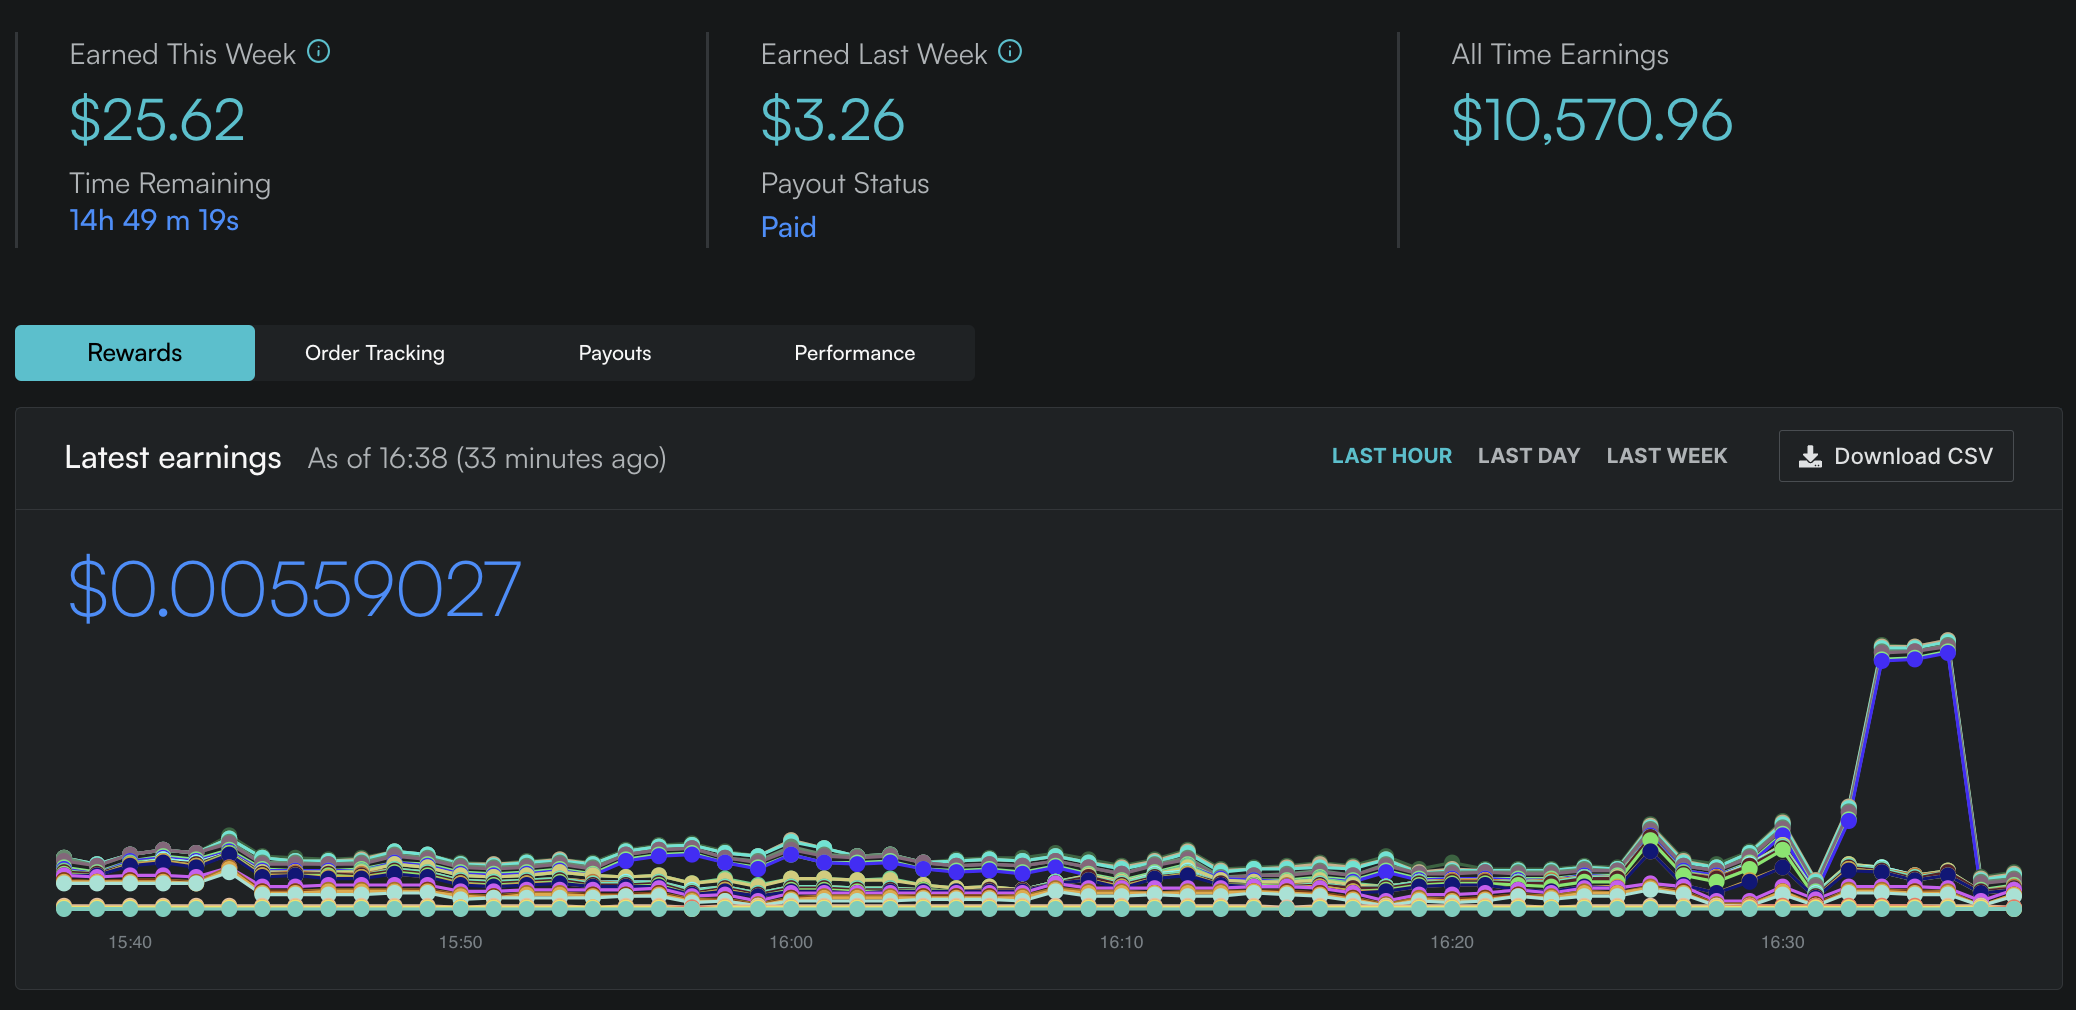 Earned This Week
$25.62
Time Remaining
14h 49 m 19s
Earned Last Week
$3.26
Payout Status
Paid
All Time Earnings
$10,570.96
Rewards
Order Tracking
Payouts
Performance
Latest earnings
As of 16:38 (33 minutes ago)
LAST HOUR
LAST DAY
LAST WEEK
Download CSV
$0.00559027
15:40
15:50
16:00
16:10
16:20
16:30